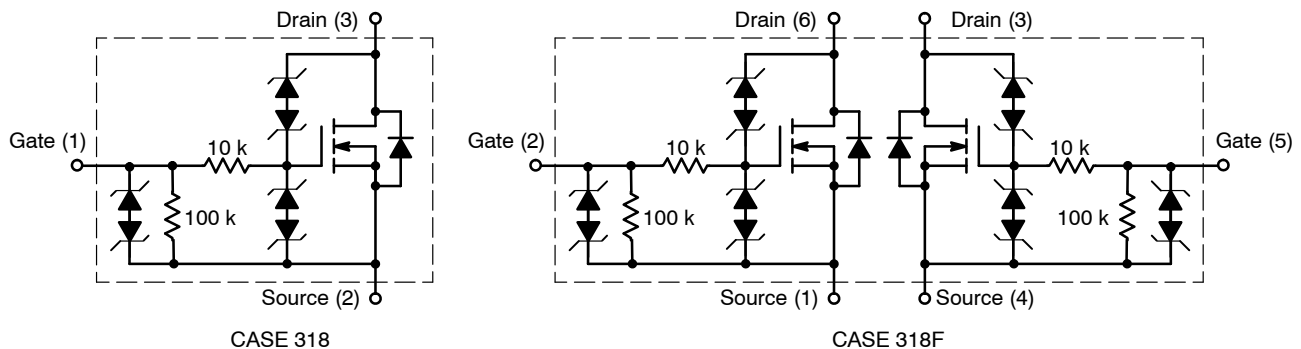 Drain (3)
Gate (1)
10 k
100 k
Source (2)
CASE 318
Drain (6)
Drain (3)
Gate (2)
10 k
10 k
Gate (5)
100 k
100 k
Source (1)
Source (4)
CASE 318F